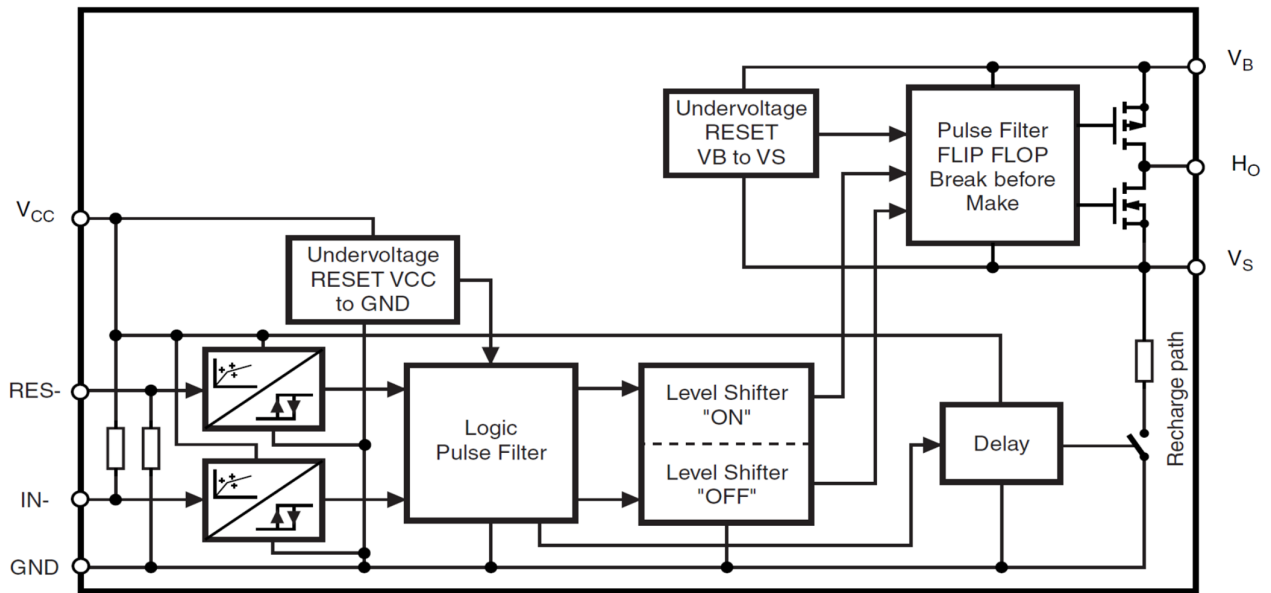 VB
Undervoltage
RESET
VB to VS
Pulse Filter
FLIP FLOP
Break before
Make
HO
VCC
Undervoltage
RESET VCC
to GND
VS
RES-
Logic
Pulse Filter
Level Shifter
"ON"
Level Shifter
"OFF"
Delay
Recharge path
IN-
GND